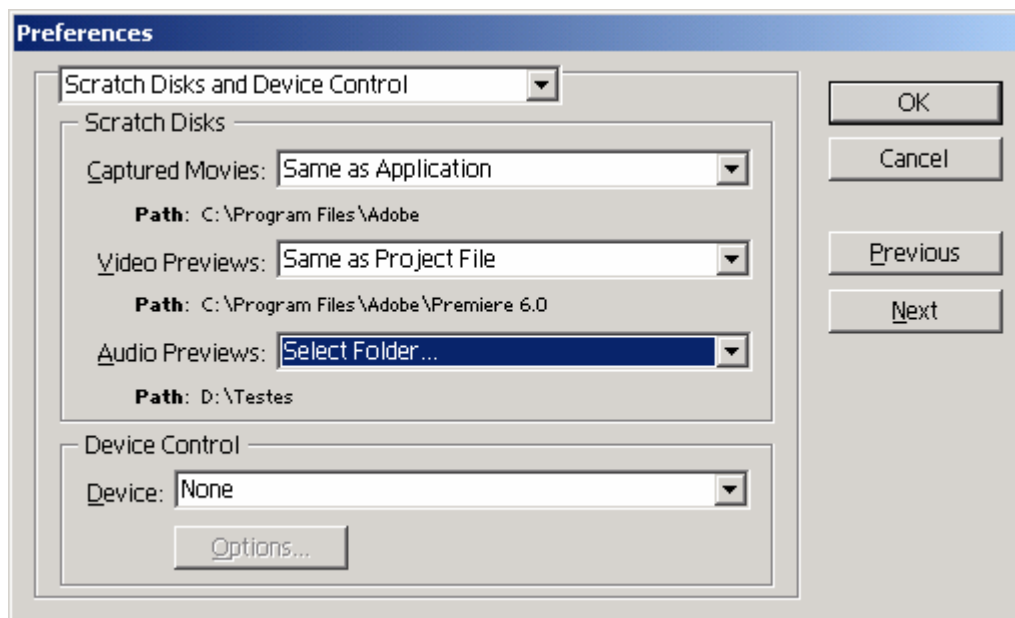 Preferences
Scratch Disks and Device Control
Scratch Disks
Captured Movies: Same as Application
Path: C:\Program Files\Adobe
Video Previews: Same as Project File
Path: C:\Program Files\Adobe\Premiere 6.0
Audio Previews: Select Folder...
Path: D:\Testes
Device Control
Device: None
Options...
OK
Cancel
Previous
Next